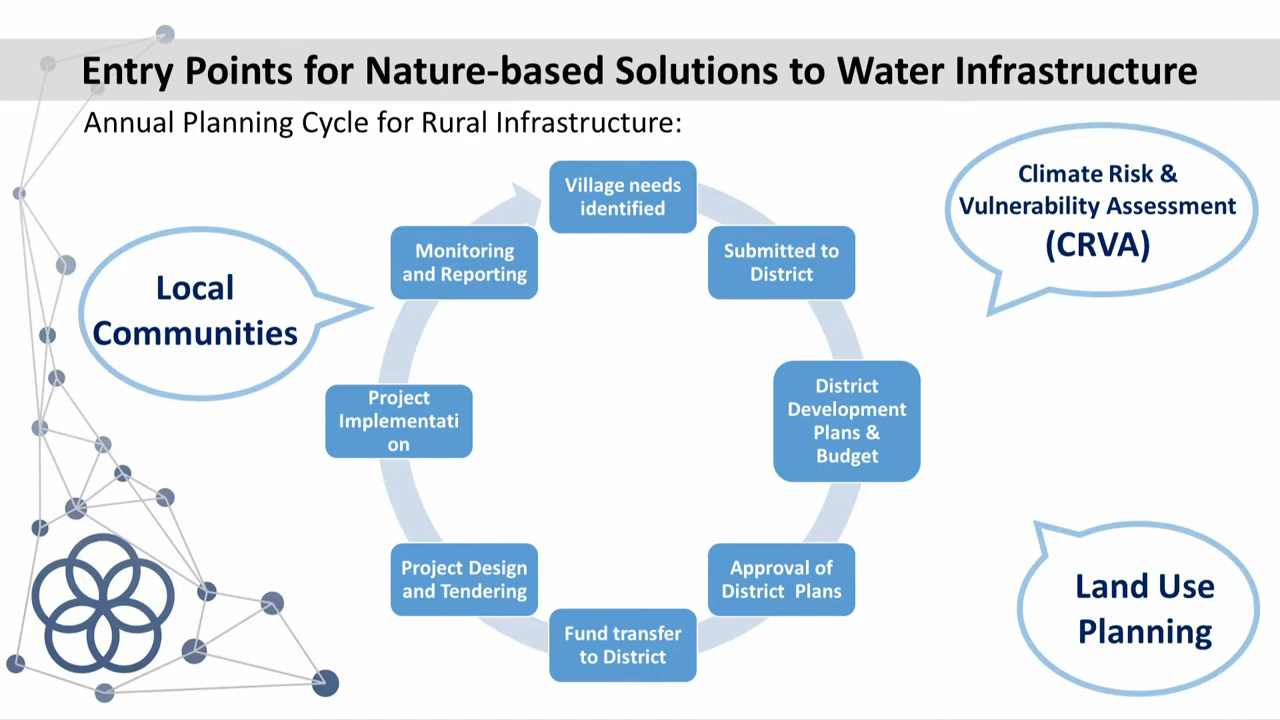 Entry Points for Nature-based Solutions to Water Infrastructure
Annual Planning Cycle for Rural Infrastructure:
Village needs
identified
Submitted to
District
District
Development
Plans &
Budget
Approval of
District Plans
Fund transfer
to District
Project Design
and Tendering
Project
Implementati
on
Monitoring
and Reporting
Local
Communities
Climate Risk &
Vulnerability Assessment
(CRVA)
Land Use
Planning